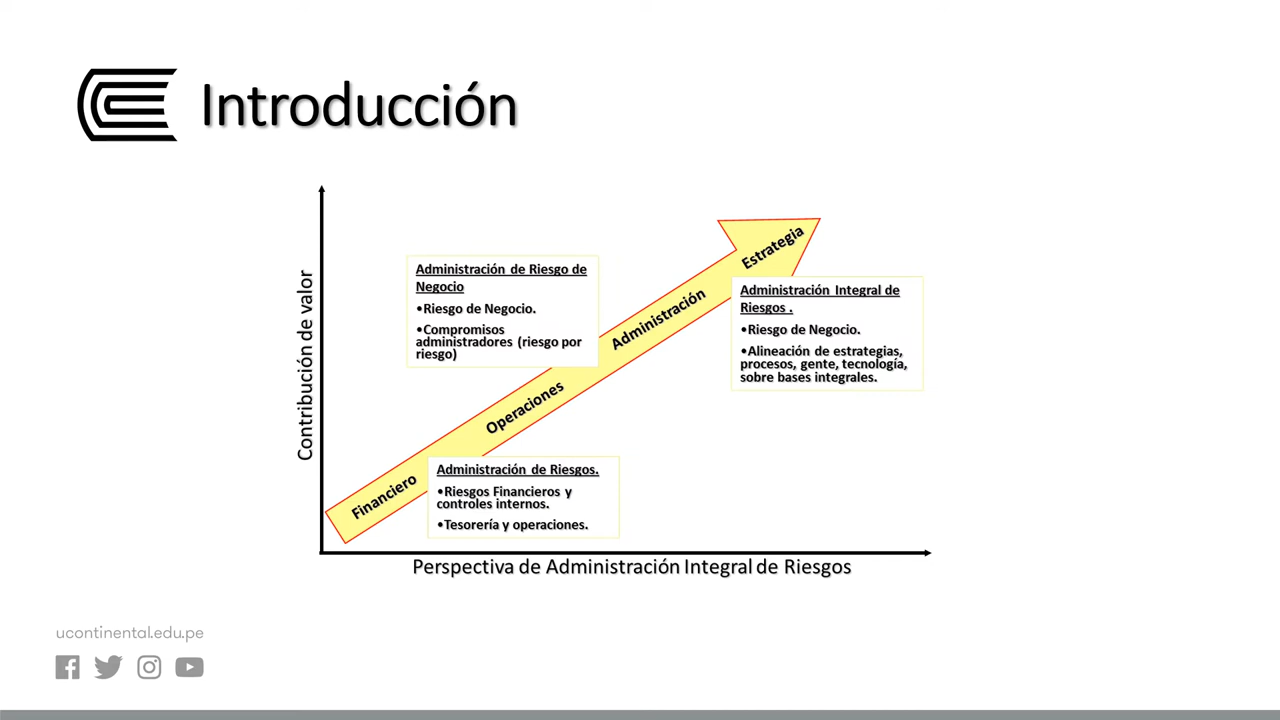 Introducción
Contribución de valor
Administración de Riesgo de
Negocio
•Riesgo de Negocio.
•Compromisos
administradores (riesgo por
riesgo)
Estrategia
Administración
Operaciones
Financiero
Administración Integral de
Riesgos .
•Riesgo de Negocio.
•Alineación de estrategias,
procesos, gente, tecnología,
sobre bases integrales.
Administración de Riesgos.
•Riesgos Financieros y
controles internos.
•Tesorería y operaciones.
Perspectiva de Administración Integral de Riesgos
ucontinental.edu.pe